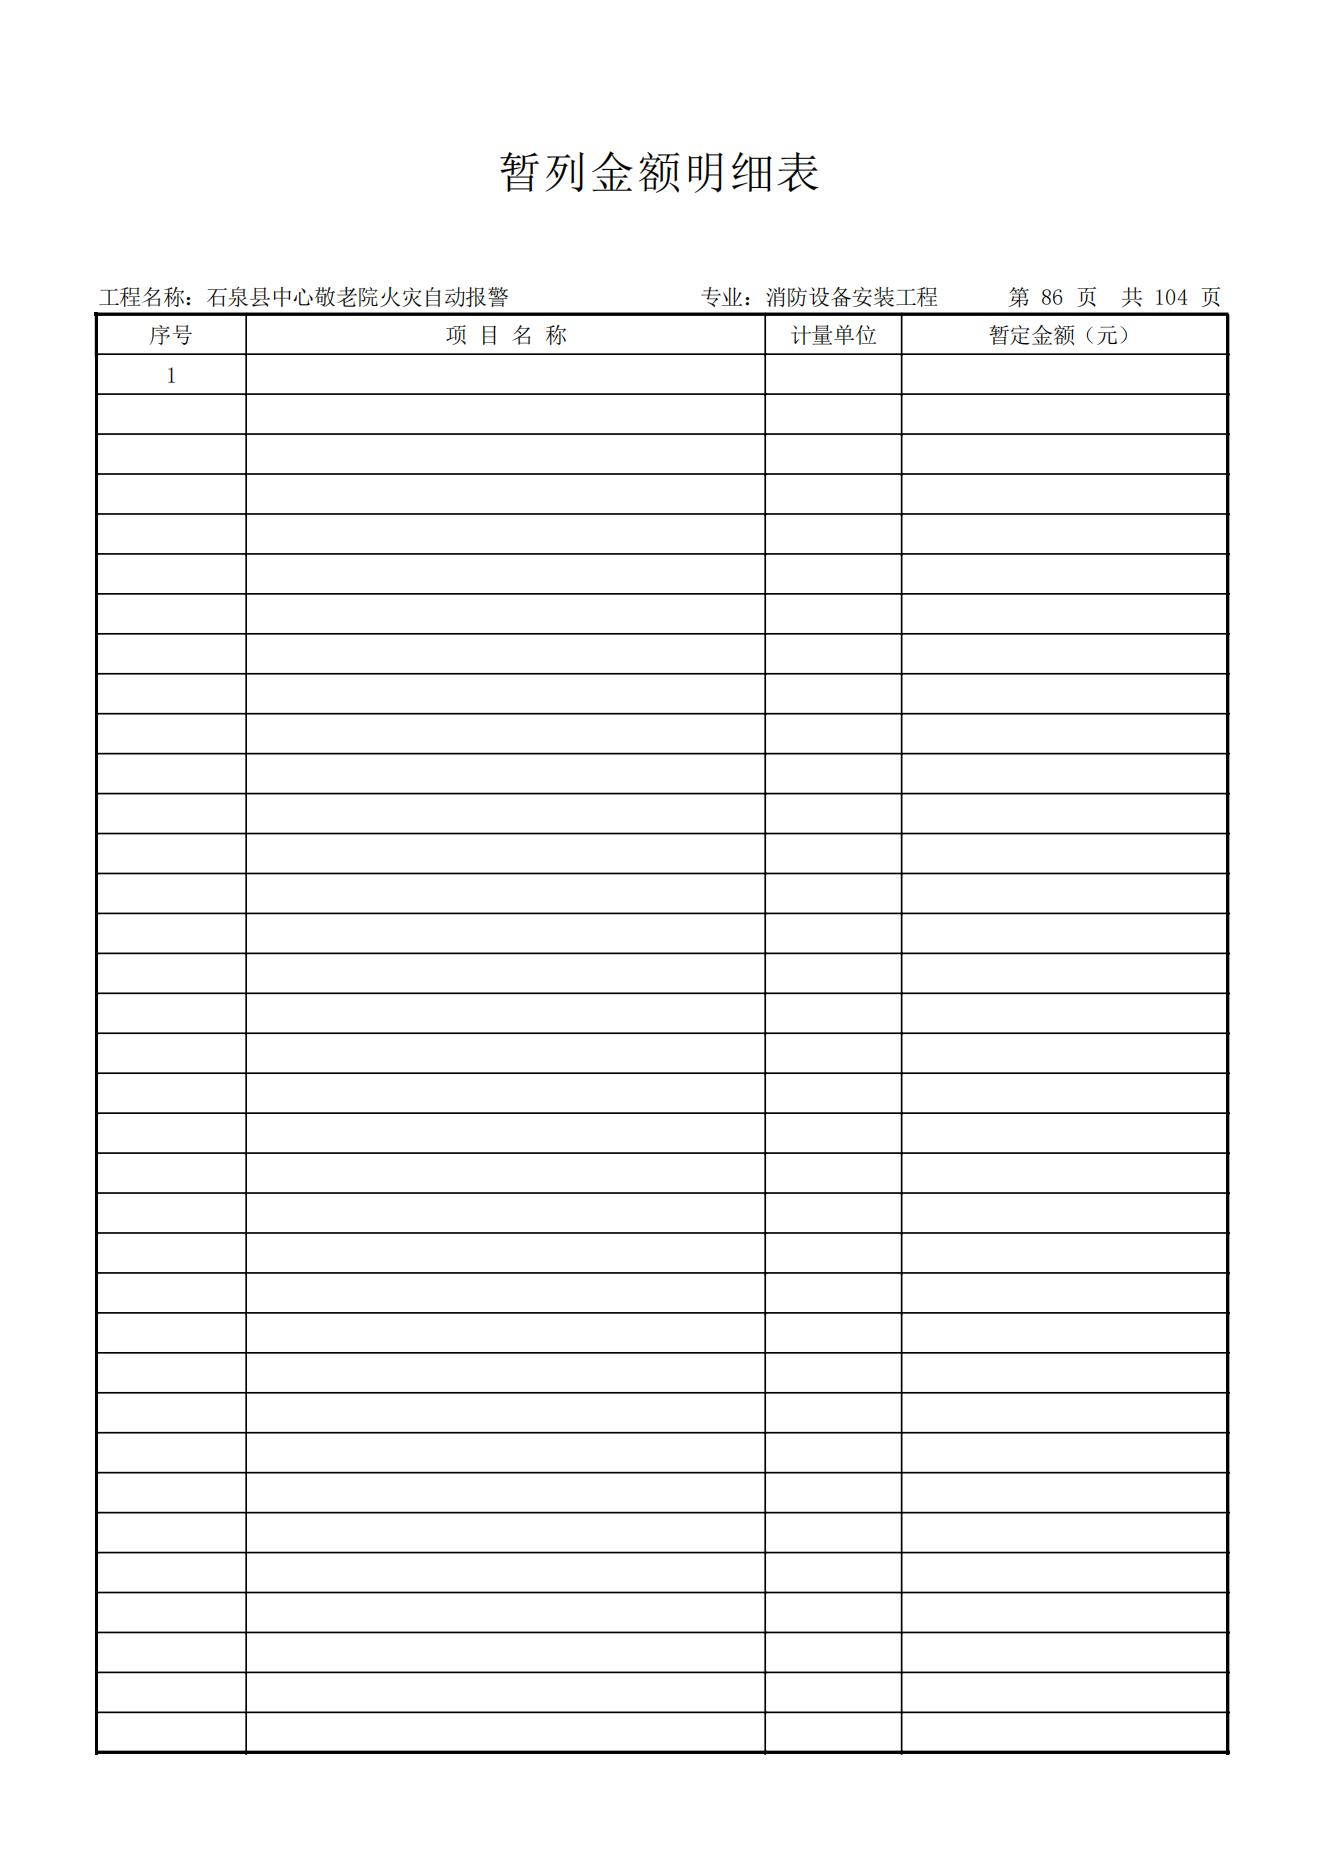 暂列金额明细表
工程名称：石泉县中心敬老院火灾自动报警 专业：消防设备安装工程 第 86 页 共 104 页
序号 项 目 名 称 计量单位 暂定金额（元）
1